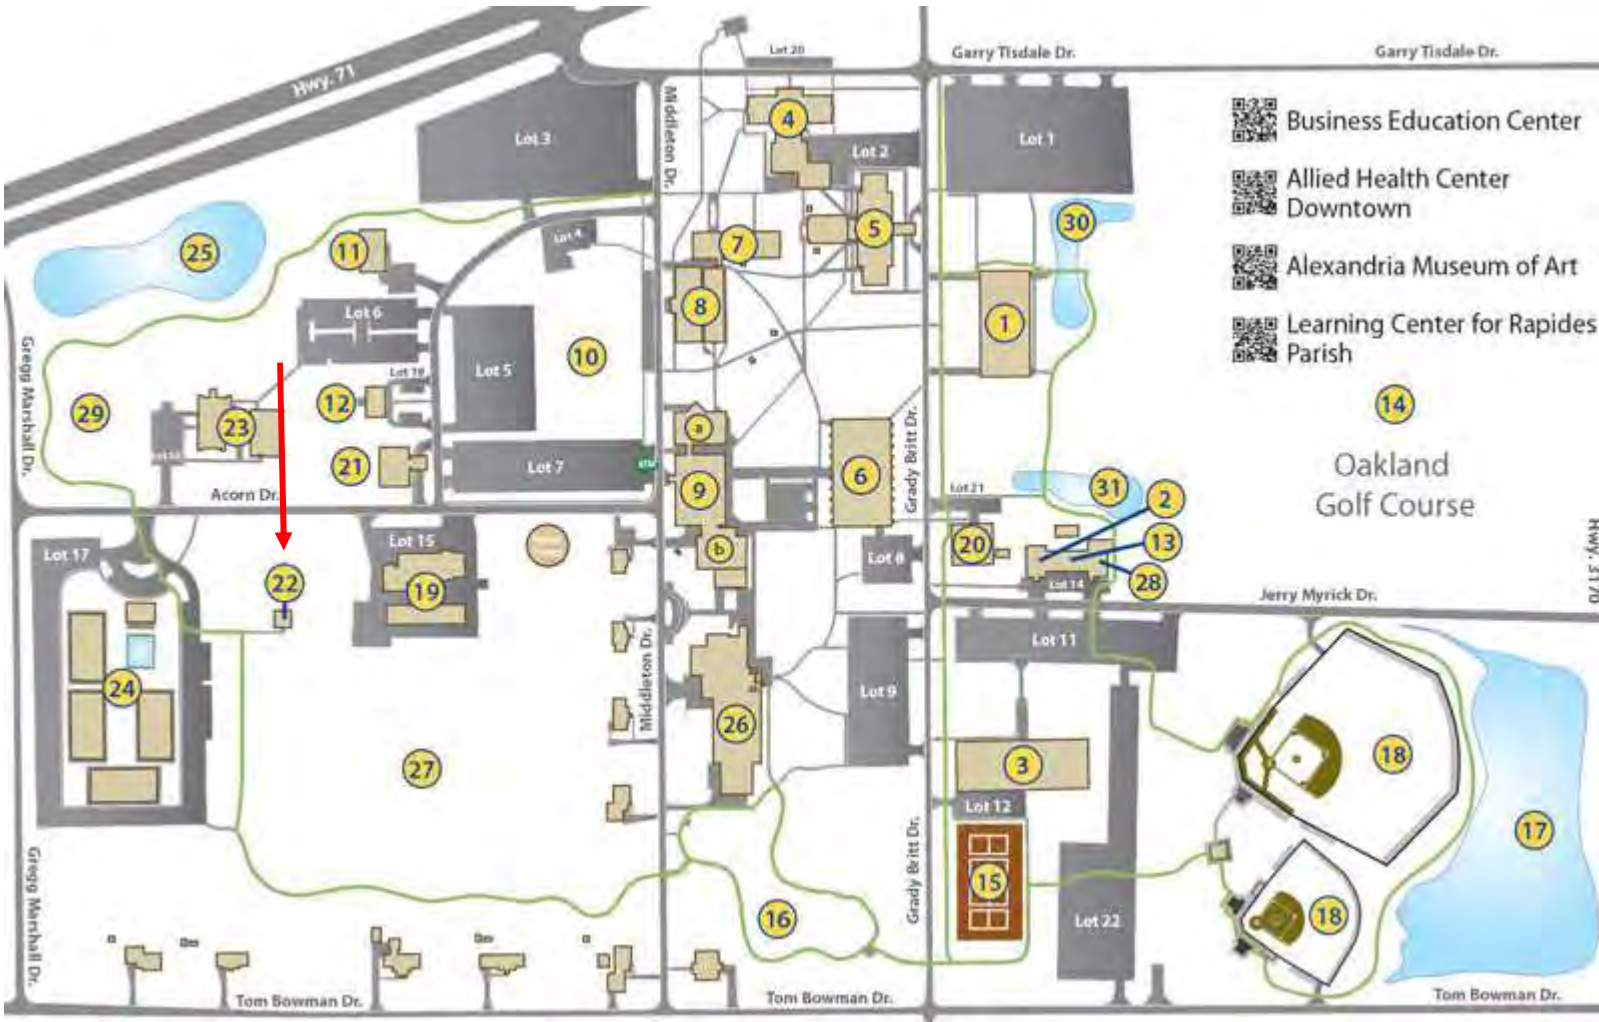 Lot 20
Garry Tisdale Dr.
Garry Tisdale Dr.
Hwy. 71
Middleton Dr.
4
Lot 3
Lot 2
Lot 1
Business Education Center
Allied Health Center
Downtown
Alexandria Museum of Art
Learning Center for Rapides
Parish
25
11
Lot 4
7
5
30
Lot 6
8
1
10
Lot 5
Gregg Marshall Dr.
29
23
12
Lot 18
a
Grady Britt Dr.
14
Oakland
Golf Course
21
Lot 7
ATM
9
6
Lot 21
31
2
Acorn Dr.
Lot 17
Lot 15
b
Lot 8
20
13
28
Lot 14
Hwy. 3170
22
19
Jerry Myrick Dr.
Lot 11
Middleton Dr.
24
26
Lot 9
27
3
18
Lot 12
Grady Britt Dr.
17
Gregg Marshall Dr.
15
16
Lot 22
18
Tom Bowman Dr.
Tom Bowman Dr.
Tom Bowman Dr.